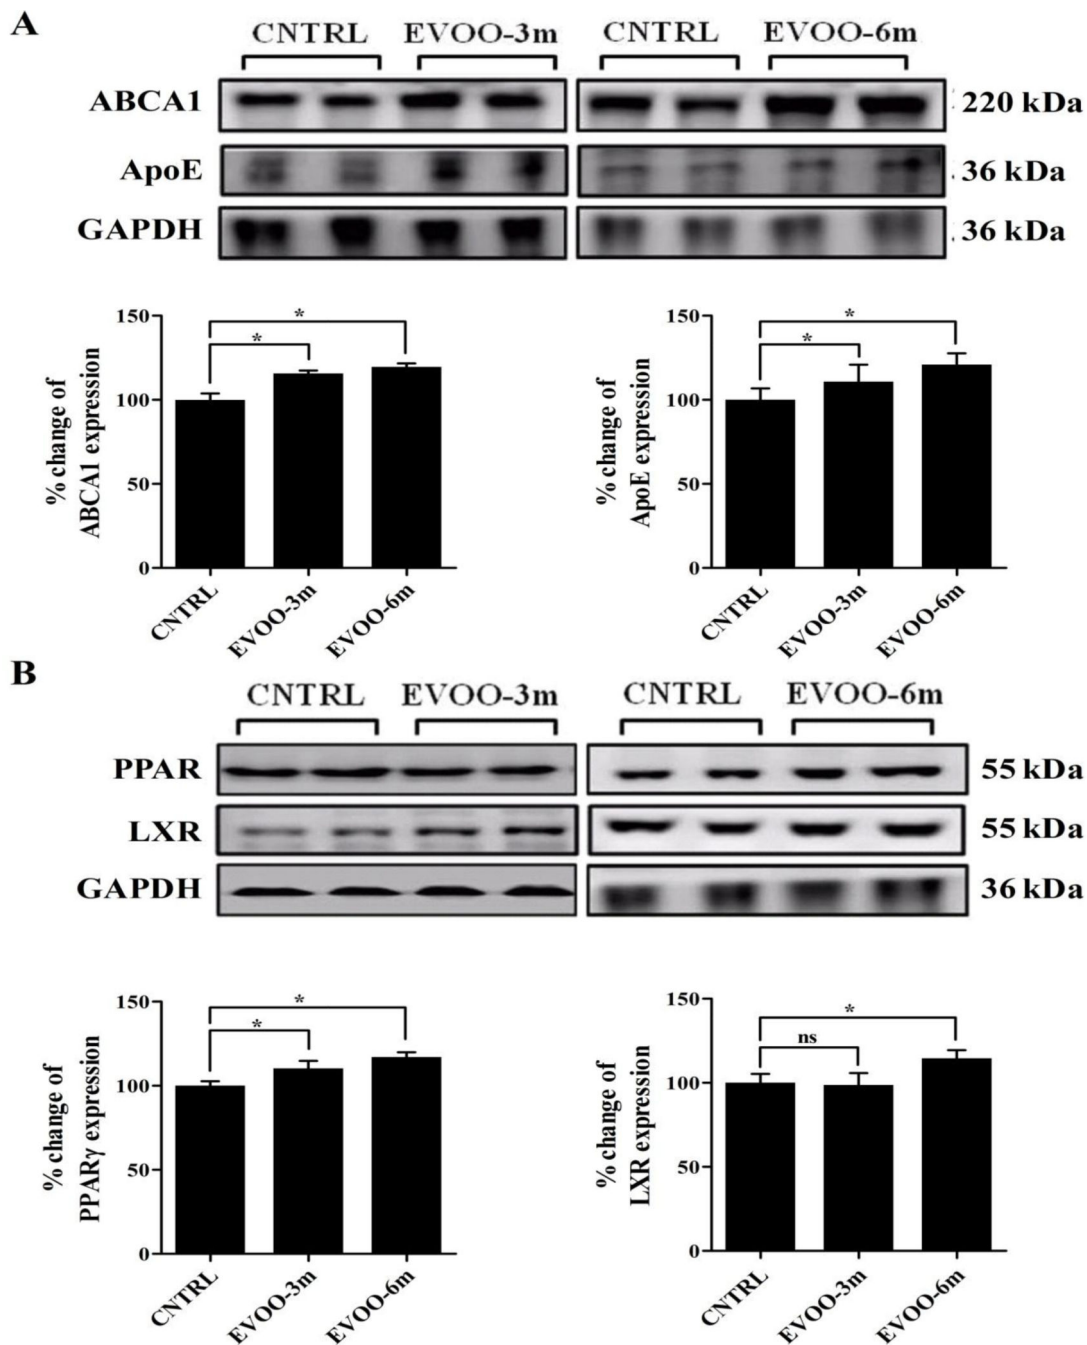 A
CNTRL EVOO-3m CNTRL EVOO-6m
ABCA1 220 kDa
ApoE 36 kDa
GAPDH 36 kDa
150
100
50
0
% change of
ABCA1 expression
*
*
CNTRL
EVOO-3m
EVOO-6m
150
100
50
0
% change of
ApoE expression
*
*
CNTRL
EVOO-3m
EVOO-6m
B
CNTRL EVOO-3m CNTRL EVOO-6m
PPAR 55 kDa
LXR 55 kDa
GAPDH 36 kDa
150
100
50
0
% change of
PPARγ expression
*
*
CNTRL
EVOO-3m
EVOO-6m
150
100
50
0
% change of
LXR expression
*
ns
CNTRL
EVOO-3m
EVOO-6m